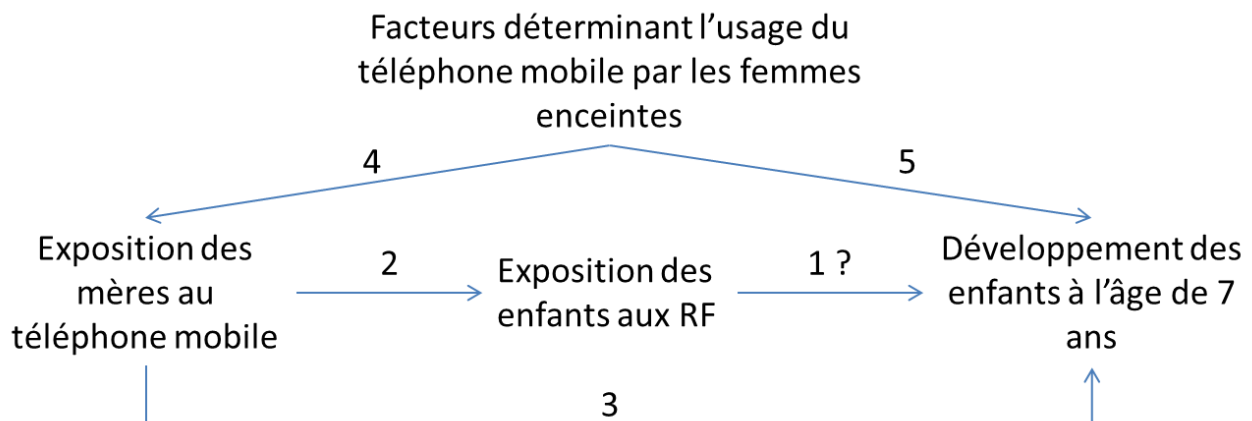 Facteurs déterminant l'usage du
téléphone mobile par les femmes
enceintes
4
5
Exposition des
mères au
téléphone mobile
2
Exposition des
enfants aux RF
1 ?
Développement des
enfants à l'âge de 7
ans
3